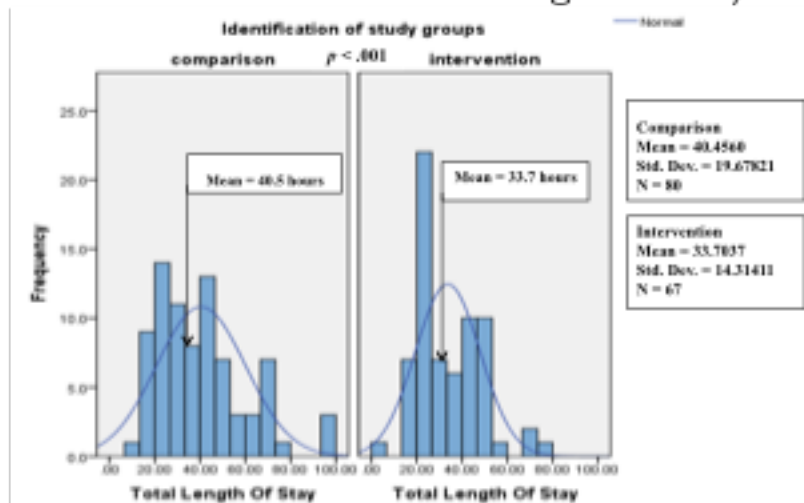 Identification of study groups
Normal
comparison
p < .001
intervention
25.0
20.0
15.0
10.0
5.0
0.0
Frequency
Mean = 40.5 hours
Mean = 33.7 hours
.00 20.00 40.00 60.00 80.00 100.00
.00 20.00 40.00 60.00 80.00 100.00
Total Length Of Stay
Total Length Of Stay
Comparison
Mean = 40.4560
Std. Dev. = 19.67821
N = 80
Intervention
Mean = 33.7037
Std. Dev. = 14.31411
N = 67